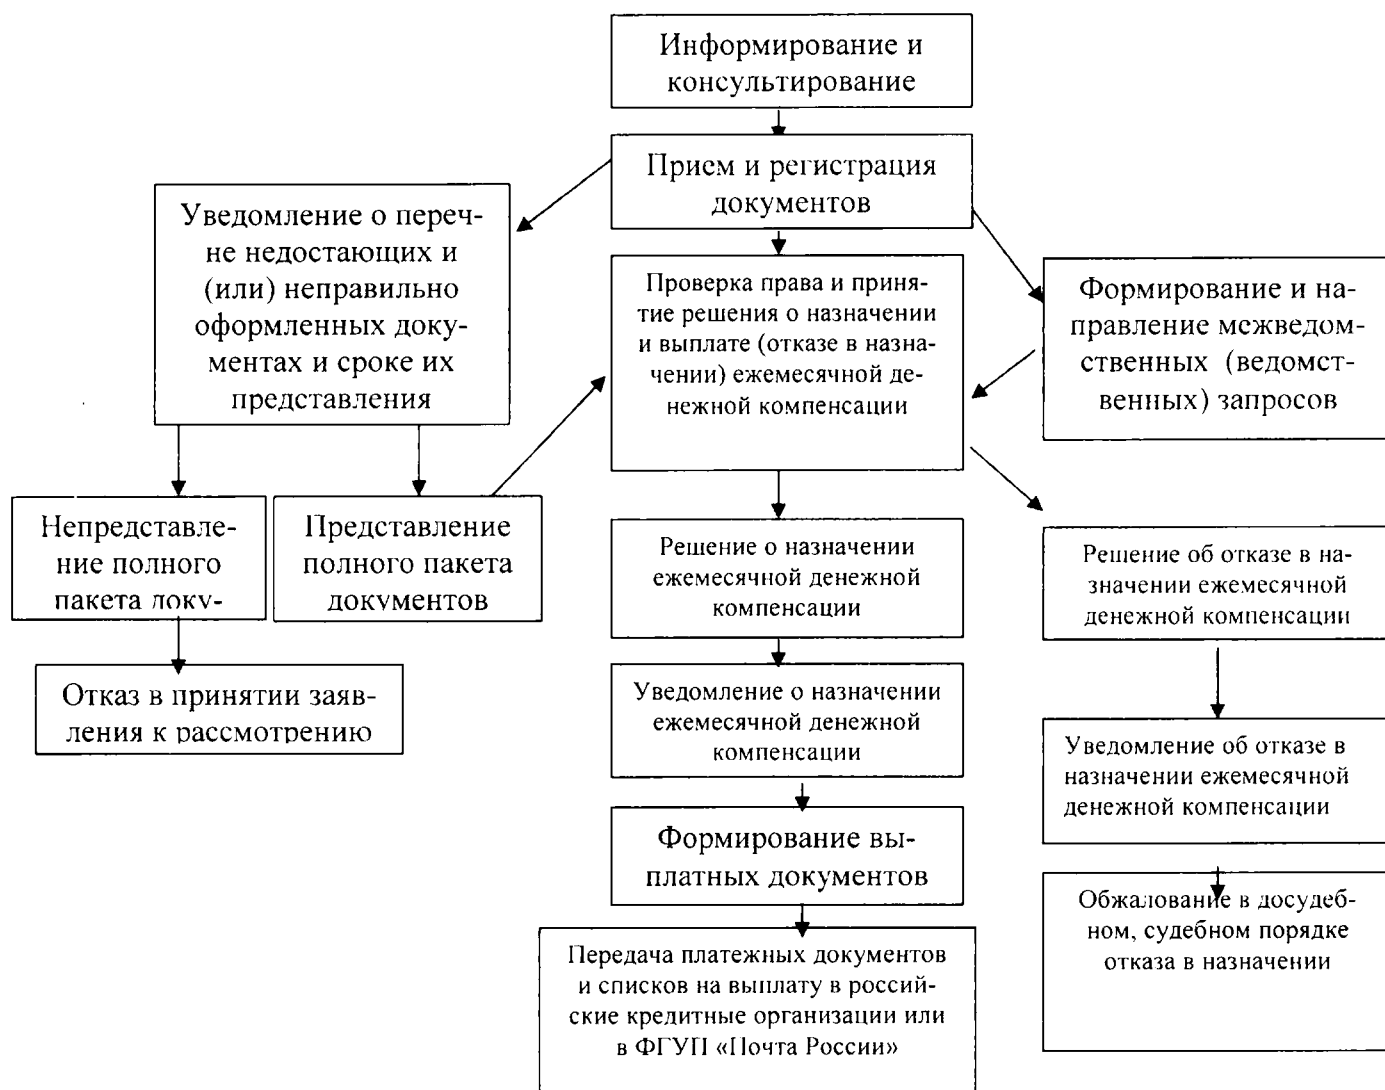 Информирование и
консультирование
Прием и регистрация
документов
Уведомление о переч-
не недостающих и
(или) неправильно
оформленных доку-
ментах и сроке их
представления
Проверка права и приня-
тие решения о назначении
и выплате (отказе в назна-
чении) ежемесячной де-
нежной компенсации
Формирование и на-
правление межведом-
ственных (ведомст-
венных) запросов
Непредставле-
ние полного
пакета доку-
Представление
полного пакета
документов
Решение о назначении
ежемесячной денежной
компенсации
Решение об отказе в на-
значении ежемесячной
денежной компенсации
Отказ в принятии заяв-
ления к рассмотрению
Уведомление о назначении
ежемесячной денежной
компенсации
Уведомление об отказе в
назначении ежемесячной
денежной компенсации
Формирование вы-
платных документов
Обжалование в досудеб-
ном, судебном порядке
отказа в назначении
Передача платежных документов
и списков на выплату в россий-
ские кредитные организации или
в ФГУП «Почта России»